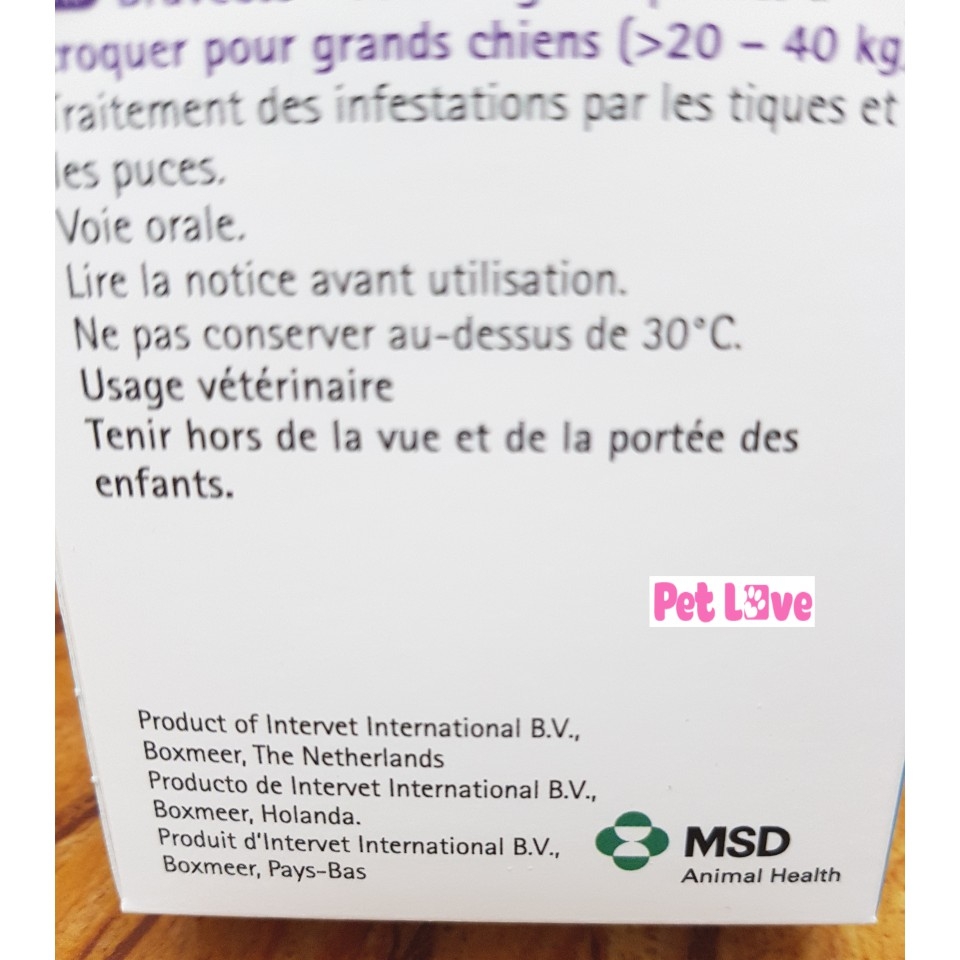 croquer pour grands chiens (>20 – 40 kg)
Traitement des infestations par les tiques et
les puces.
Voie orale.
Lire la notice avant utilisation.
Ne pas conserver au-dessus de 30°C.
Usage vétérinaire
Tenir hors de la vue et de la portée des
enfants.
Pet Love
Product of Intervet International B.V.,
Boxmeer, The Netherlands
Producto de Intervet International B.V.,
Boxmeer, Holanda.
Produit d'Intervet International B.V.,
Boxmeer, Pays-Bas
MSD
Animal Health